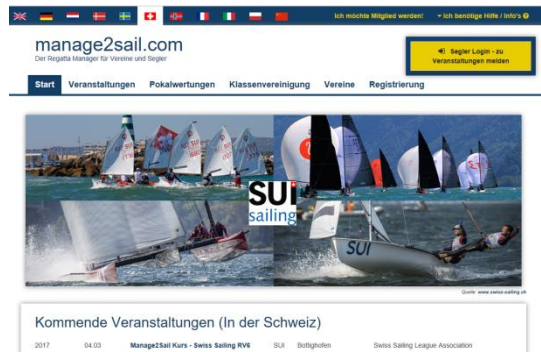 Ich möchte Mitglied werden! Ich benötige Hilfe / Info's
manage2sail.com
Der Regatta Manager für Vereine und Segler
Segler Login - zu
Veranstaltungen melden
Start Veranstaltungen Pokalwertungen Klassenvereinigung Vereine Registrierung
SUI
sailing
SUI
Quelle: www.swiss-sailing.ch
Kommende Veranstaltungen (In der Schweiz)
2017 04.03 Manage2Sail Kurs - Swiss Sailing RV6 SUI Bottighofen Swiss Sailing League Association